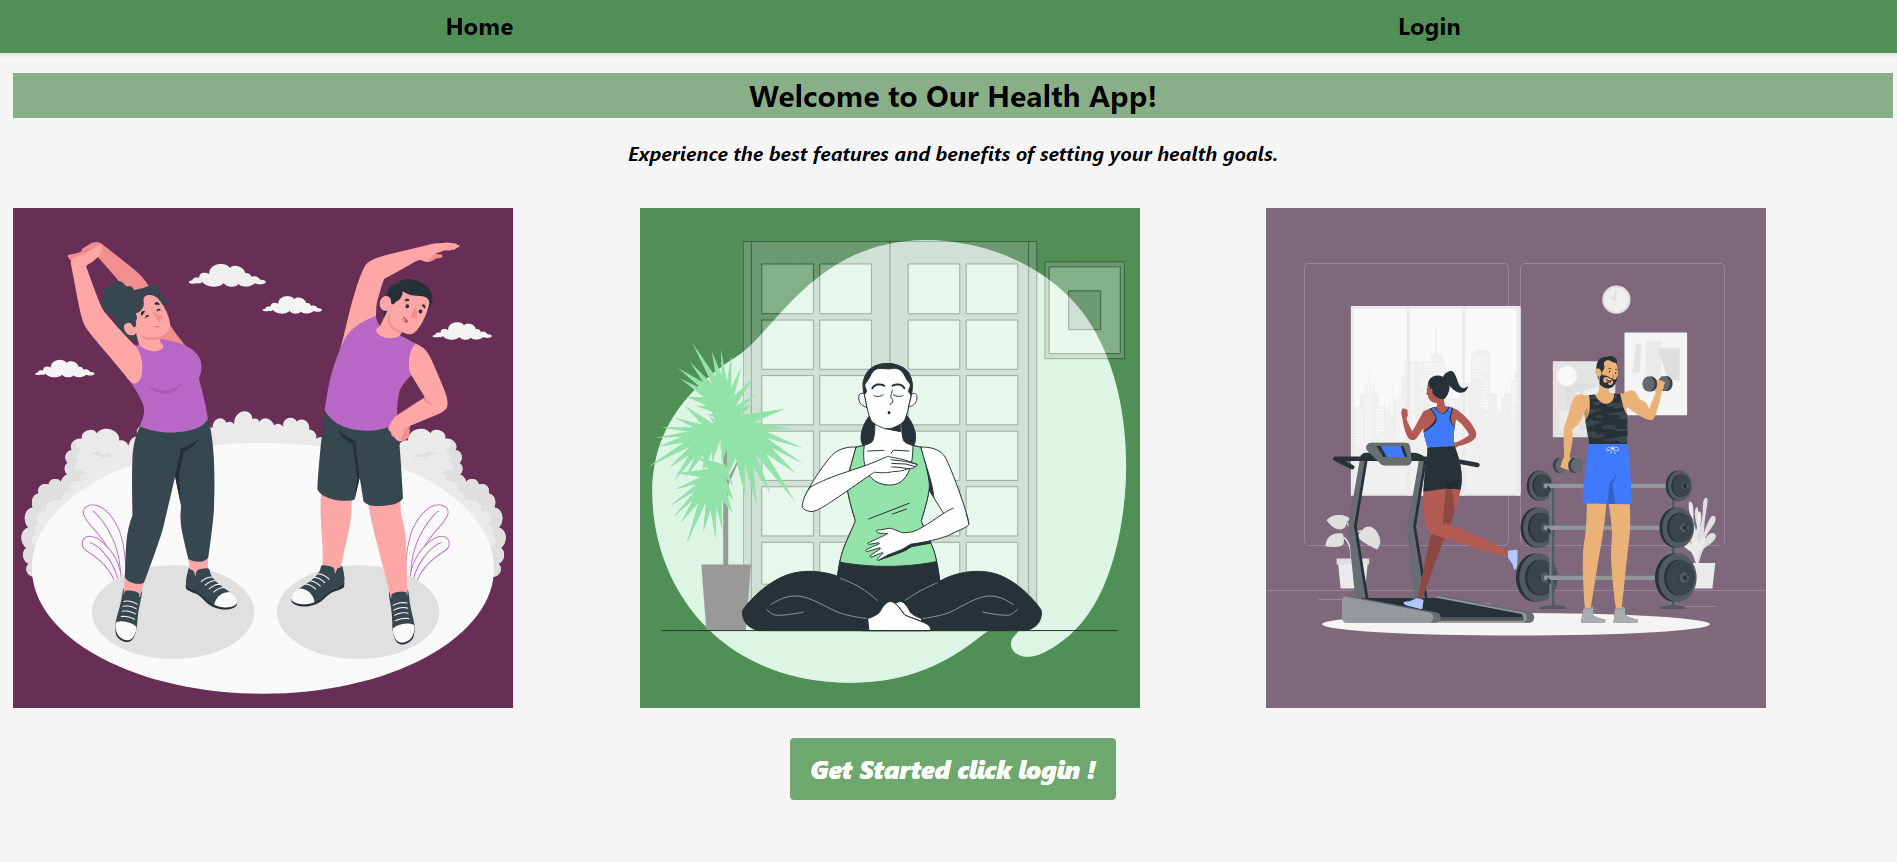 Home Login
Welcome to Our Health App!
Experience the best features and benefits of setting your health goals.
Get Started click login !